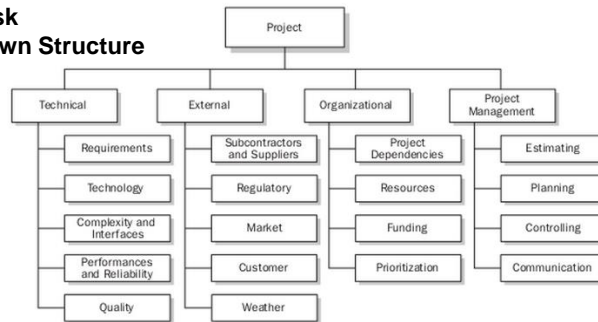 sk
wn Structure
Project
Technical
External
Organizational
Project
Management
Requirements
Technology
Complexity and
Interfaces
Performances
and Reliability
Quality
Subcontractors
and Suppliers
Regulatory
Market
Customer
Weather
Project
Dependencies
Resources
Funding
Prioritization
Estimating
Planning
Controlling
Communication